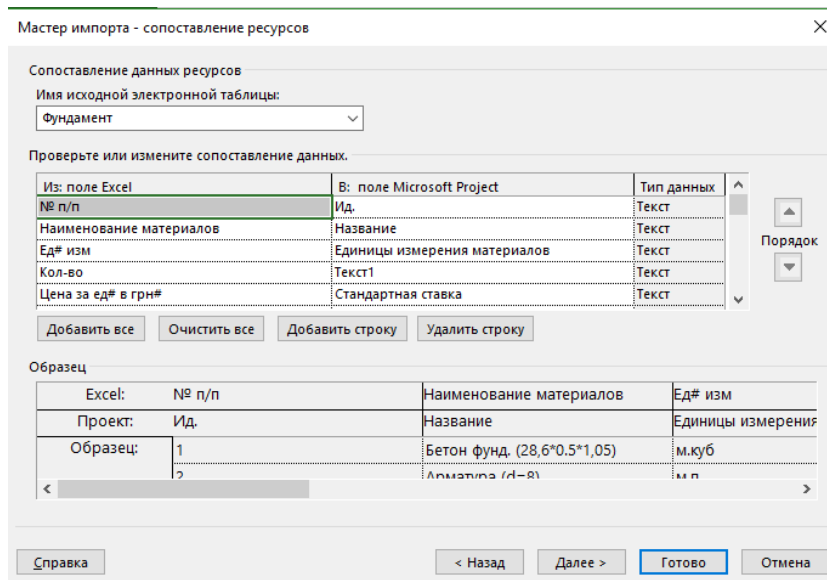 Мастер импорта - сопоставление ресурсов
Сопоставление данных ресурсов
Имя исходной электронной таблицы:
Фундамент
Проверьте или измените сопоставление данных.
Из: поле Excel В: поле Microsoft Project Тип данных
№ п/п Ид. Текст
Наименование материалов Название Текст
Ед# изм Единицы измерения материалов Текст
Кол-во Текст1 Текст
Цена за ед# в грн# Стандартная ставка Текст
Порядок
Добавить все Очистить все Добавить строку Удалить строку
Образец
Excel: № п/п Наименование материалов Ед# изм
Проект: Ид. Название Единицы измерения
Образец: 1 Бетон фунд. (28,6*0.5*1,05) м.куб
2 Арматура (d=8) м.п
Справка < Назад Далее > Готово Отмена